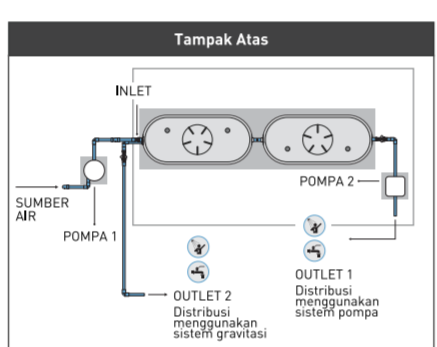 Tampak Atas
INLET
SUMBER
AIR
POMPA 1
POMPA 2
OUTLET 1
Distribusi
menggunakan
sistem pompa
OUTLET 2
Distribusi
menggunakan
sistem gravitasi